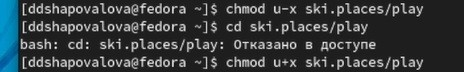 [ddshapovalova@fedora ~]$ chmod u-x ski.places/play
[ddshapovalova@fedora ~]$ cd ski.places/play
bash: cd: ski.places/play: Отказано в доступе
[ddshapovalova@fedora ~]$ chmod u+x ski.places/play